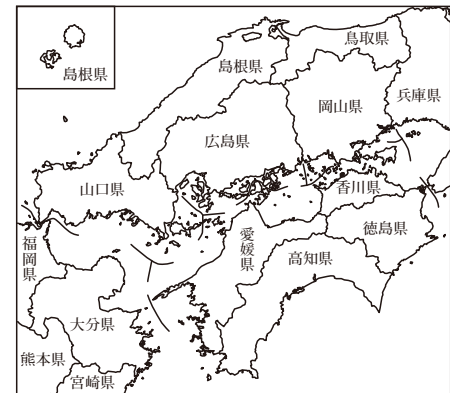 島根県
鳥取県
島根県
兵庫県
岡山県
広島県
山口県
香川県
徳島県
愛媛県
高知県
福岡県
大分県
熊本県
宮崎県